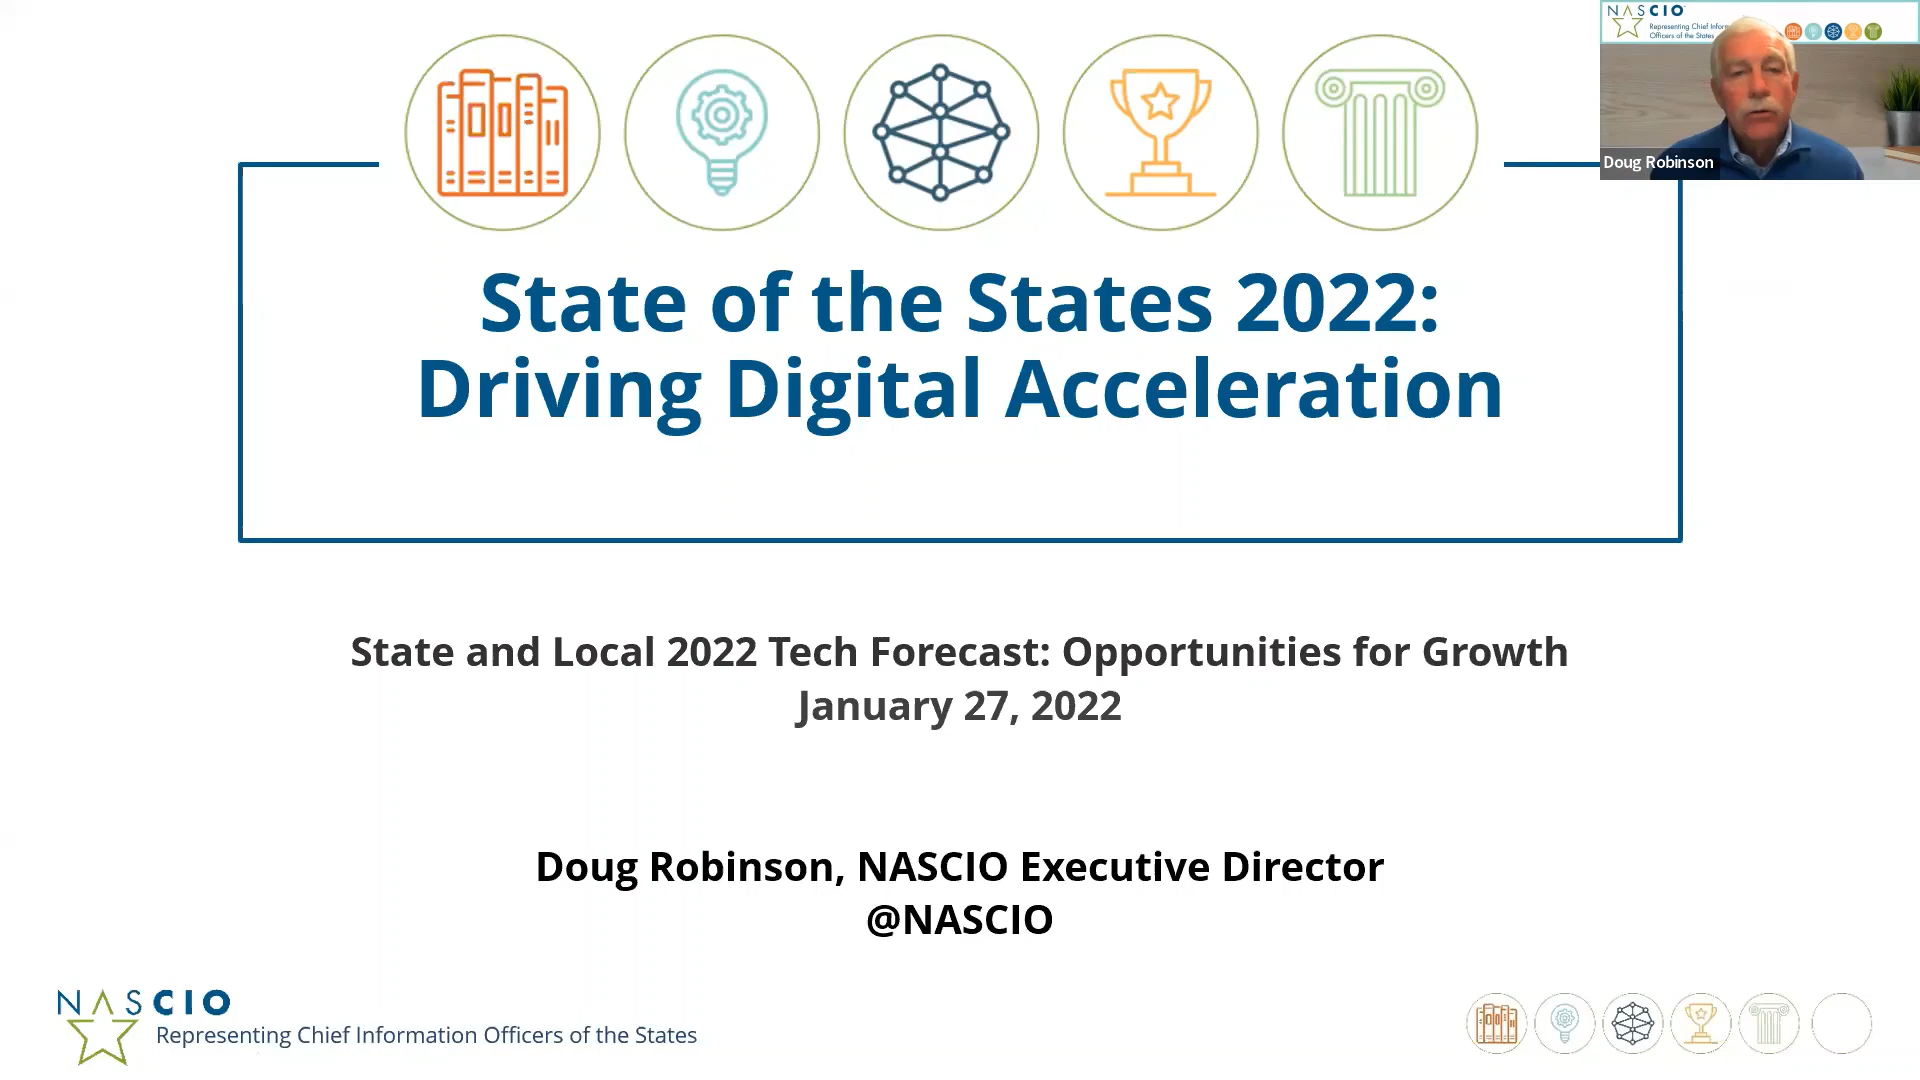 NASCIO
Representing Chief Infor
Officers of the States
Doug Robinson
State of the States 2022:
Driving Digital Acceleration
State and Local 2022 Tech Forecast: Opportunities for Growth
January 27, 2022
Doug Robinson, NASCIO Executive Director
@NASCIO
NASCIO
Representing Chief Information Officers of the States